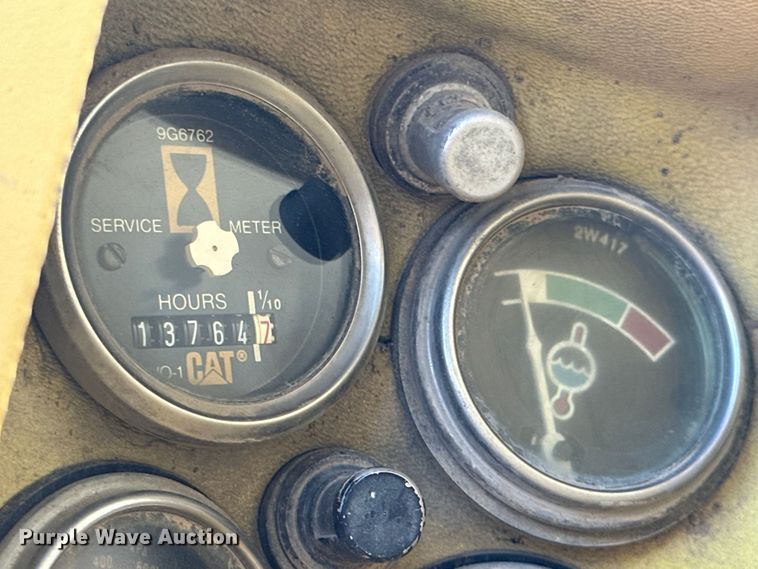 9G6762
SERVICE METER
HOURS 1/10
137647
CAT®
2W417
Purple Wave Auction